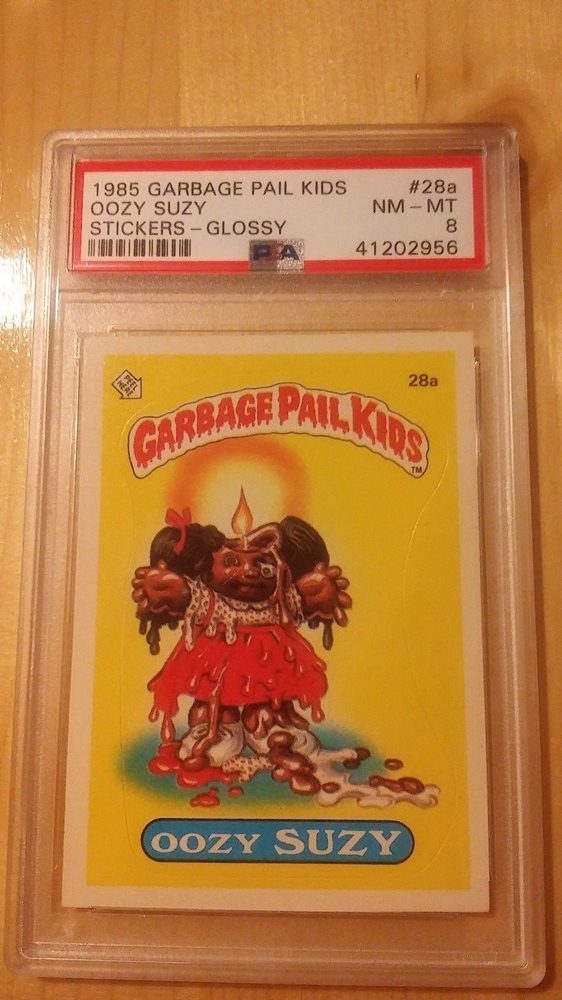 1985 GARBAGE PAIL KIDS #28a
OOZY SUZY NM - MT
STICKERS - GLOSSY 8
PSA 41202956
PEEL HERE 28a
GARBAGE PAIL KIDS TM
OOZY SUZY